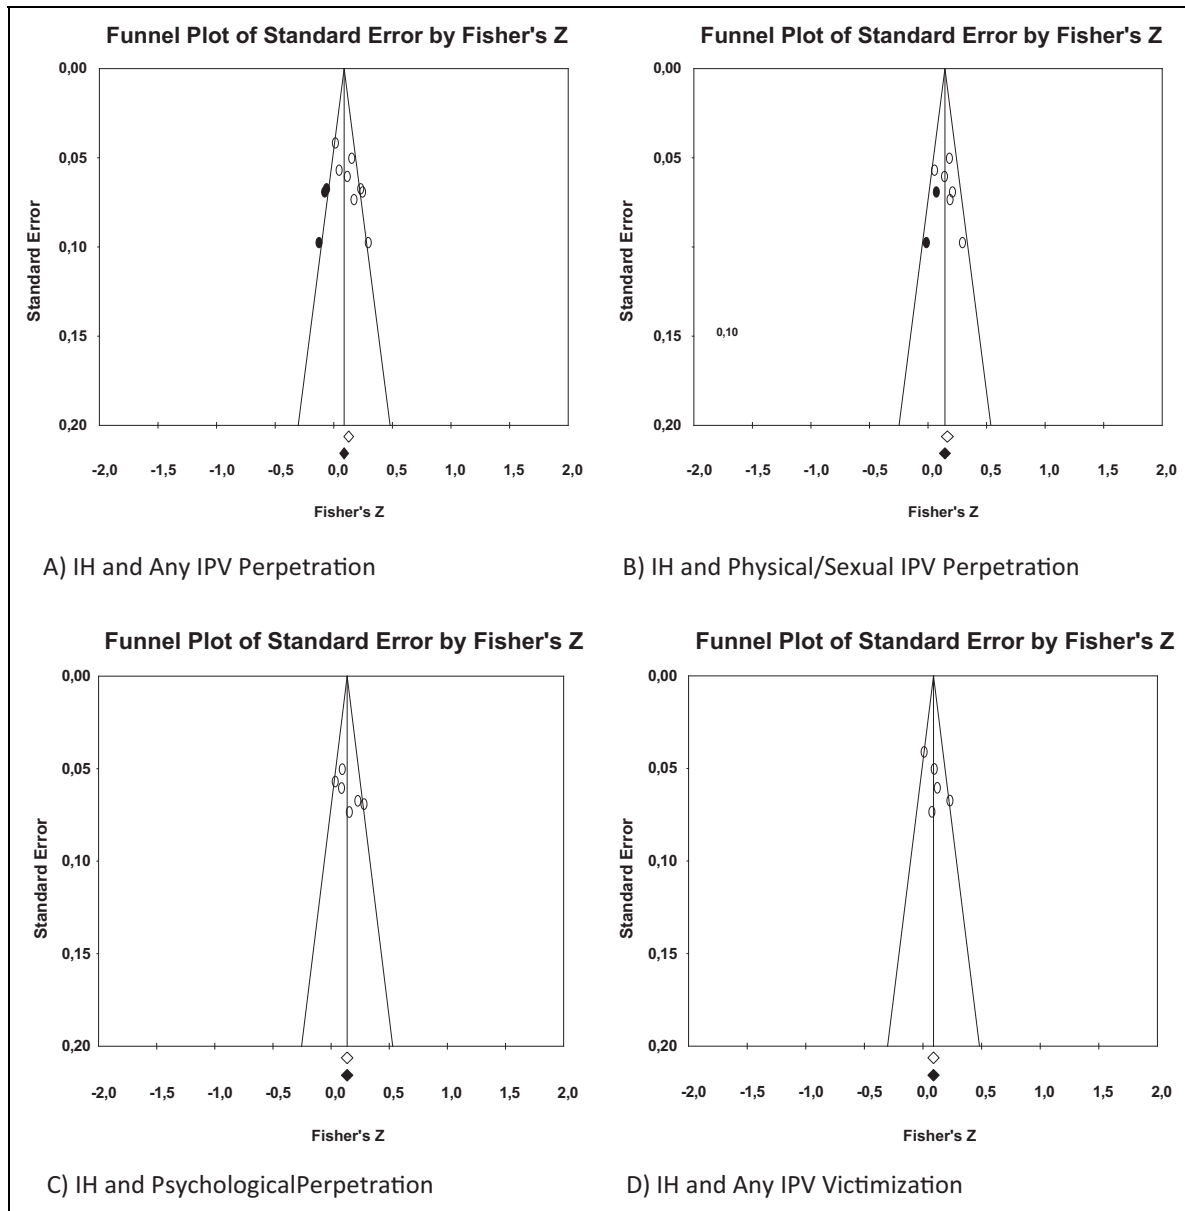 Funnel Plot of Standard Error by Fisher's Z
0,00
0,05
0,10
0,15
0,20
Standard Error
-2,0 -1,5 -1,0 -0,5 0,0 0,5 1,0 1,5 2,0
Fisher's Z
A) IH and Any IPV Perpetration
Funnel Plot of Standard Error by Fisher's Z
0,00
0,05
0,10
0,15
0,10
0,20
Standard Error
-2,0 -1,5 -1,0 -0,5 0,0 0,5 1,0 1,5 2,0
Fisher's Z
B) IH and Physical/Sexual IPV Perpetration
Funnel Plot of Standard Error by Fisher's Z
0,00
0,05
0,10
0,15
0,20
Standard Error
-2,0 -1,5 -1,0 -0,5 0,0 0,5 1,0 1,5 2,0
Fisher's Z
C) IH and PsychologicalPerpetration
Funnel Plot of Standard Error by Fisher's Z
0,00
0,05
0,10
0,15
0,20
Standard Error
-2,0 -1,5 -1,0 -0,5 0,0 0,5 1,0 1,5 2,0
Fisher's Z
D) IH and Any IPV Victimization